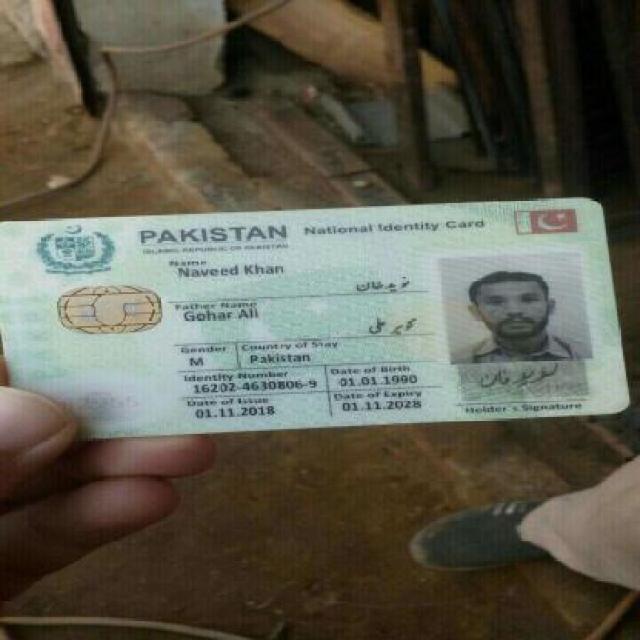 PAKISTAN National Identity Card
ISLAMIC REPUBLIC OF PAKISTAN
Name
Naveed Khan
نوید خان
Father Name
Gohar Ali
گوہر علی
Gender Country of Stay
M Pakistan
Identity Number Date of Birth
16202-4630806-9 01.01.1990
Date of Issue Date of Expiry
01.11.2018 01.11.2028
Holder's Signature